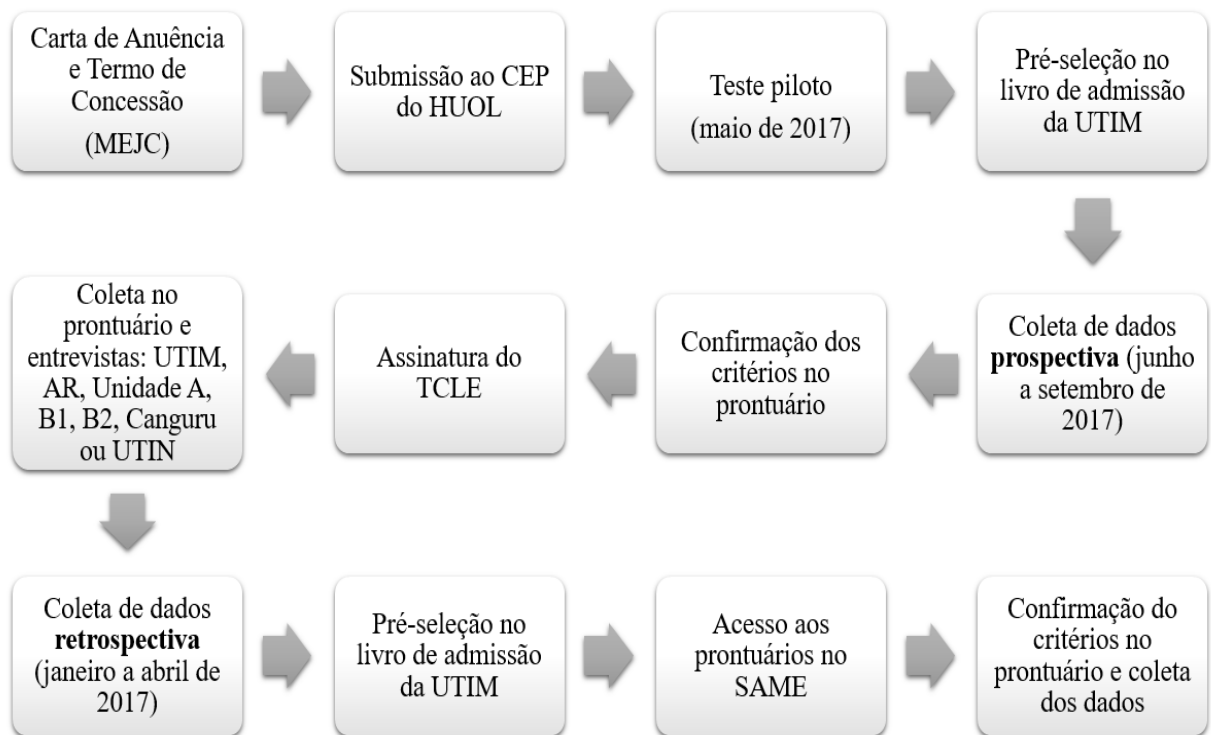 Carta de Anuência
e Termo de
Concessão
(MEJC)
Submissão ao CEP
do HUOL
Teste piloto
(maio de 2017)
Pré-seleção no
livro de admissão
da UTIM
Coleta de dados
prospectiva (junho
a setembro de
2017)
Confirmação dos
critérios no
prontuário
Assinatura do
TCLE
Coleta no
prontuário e
entrevistas: UTIM,
AR, Unidade A,
B1, B2, Canguru
ou UTIN
Coleta de dados
retrospectiva
(janeiro a abril de
2017)
Pré-seleção no
livro de admissão
da UTIM
Acesso aos
prontuários no
SAME
Confirmação do
critérios no
prontuário e coleta
dos dados